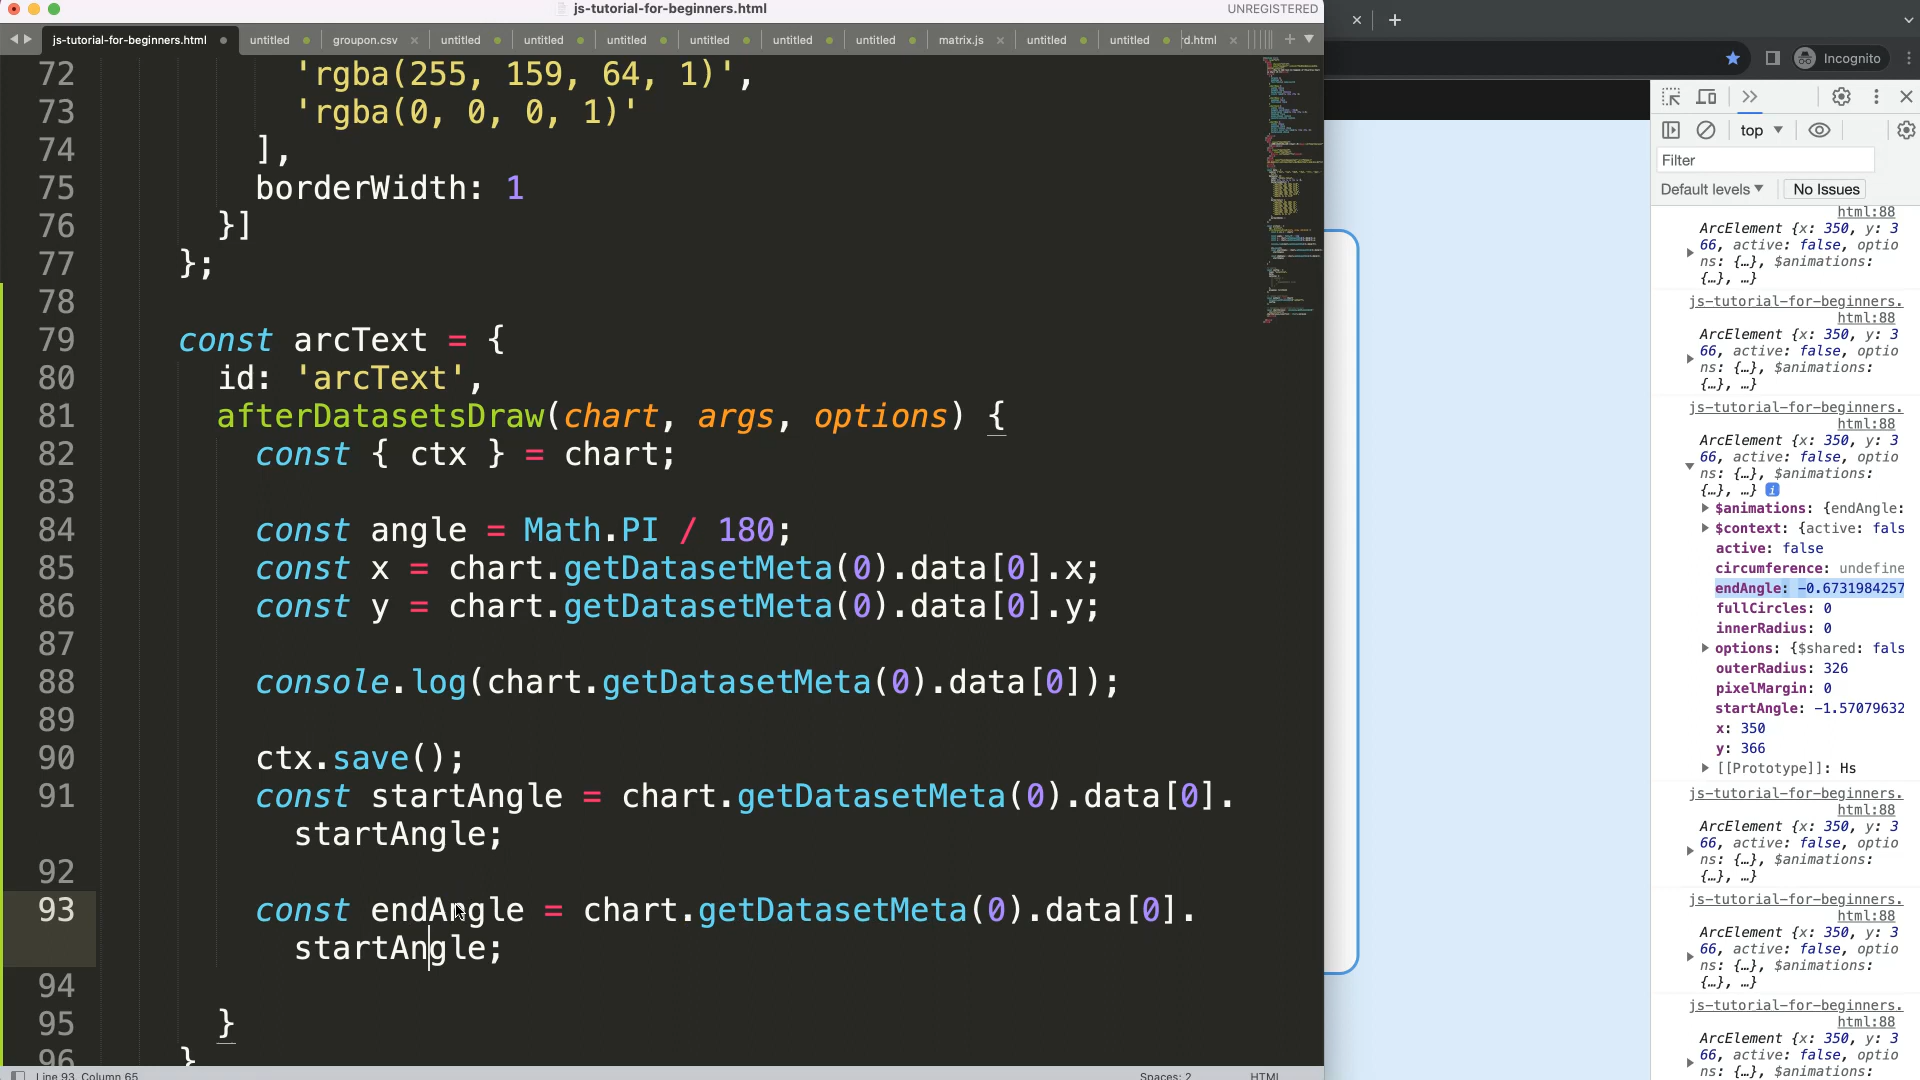 js-tutorial-for-beginners.html
UNREGISTERED
js-tutorial-for-beginners.html untitled groupon.csv untitled untitled untitled untitled untitled untitled matrix.js untitled untitled rd.html
Incognito
72 'rgba(255, 159, 64, 1)',
73 'rgba(0, 0, 0, 1)'
74 ],
75 borderWidth: 1
76 }]
77 };
78
79 const arcText = {
80 id: 'arcText',
81 afterDatasetsDraw(chart, args, options) {
82 const { ctx } = chart;
83
84 const angle = Math.PI / 180;
85 const x = chart.getDatasetMeta(0).data[0].x;
86 const y = chart.getDatasetMeta(0).data[0].y;
87
88 console.log(chart.getDatasetMeta(0).data[0]);
89
90 ctx.save();
91 const startAngle = chart.getDatasetMeta(0).data[0].
startAngle;
92
93 const endAngle = chart.getDatasetMeta(0).data[0].
startAngle;
94
95 }
96 }
Line 93, Column 65
Spaces: 2
HTML
top
Filter
Default levels
No Issues
html:88
ArcElement {x: 350, y: 3
66, active: false, optio
ns: {…}, $animations:
{…}, …}
js-tutorial-for-beginners.
html:88
ArcElement {x: 350, y: 3
66, active: false, optio
ns: {…}, $animations:
{…}, …}
js-tutorial-for-beginners.
html:88
ArcElement {x: 350, y: 3
66, active: false, optio
ns: {…}, $animations:
{…}, …} i
$animations: {endAngle:
$context: {active: fals
active: false
circumference: undefine
endAngle: -0.6731984257
fullCircles: 0
innerRadius: 0
options: {$shared: fals
outerRadius: 326
pixelMargin: 0
startAngle: -1.57079632
x: 350
y: 366
[[Prototype]]: Hs
js-tutorial-for-beginners.
html:88
ArcElement {x: 350, y: 3
66, active: false, optio
ns: {…}, $animations:
{…}, …}
js-tutorial-for-beginners.
html:88
ArcElement {x: 350, y: 3
66, active: false, optio
ns: {…}, $animations:
{…}, …}
js-tutorial-for-beginners.
html:88
ArcElement {x: 350, y: 3
66, active: false, optio
ns: {…}, $animations: